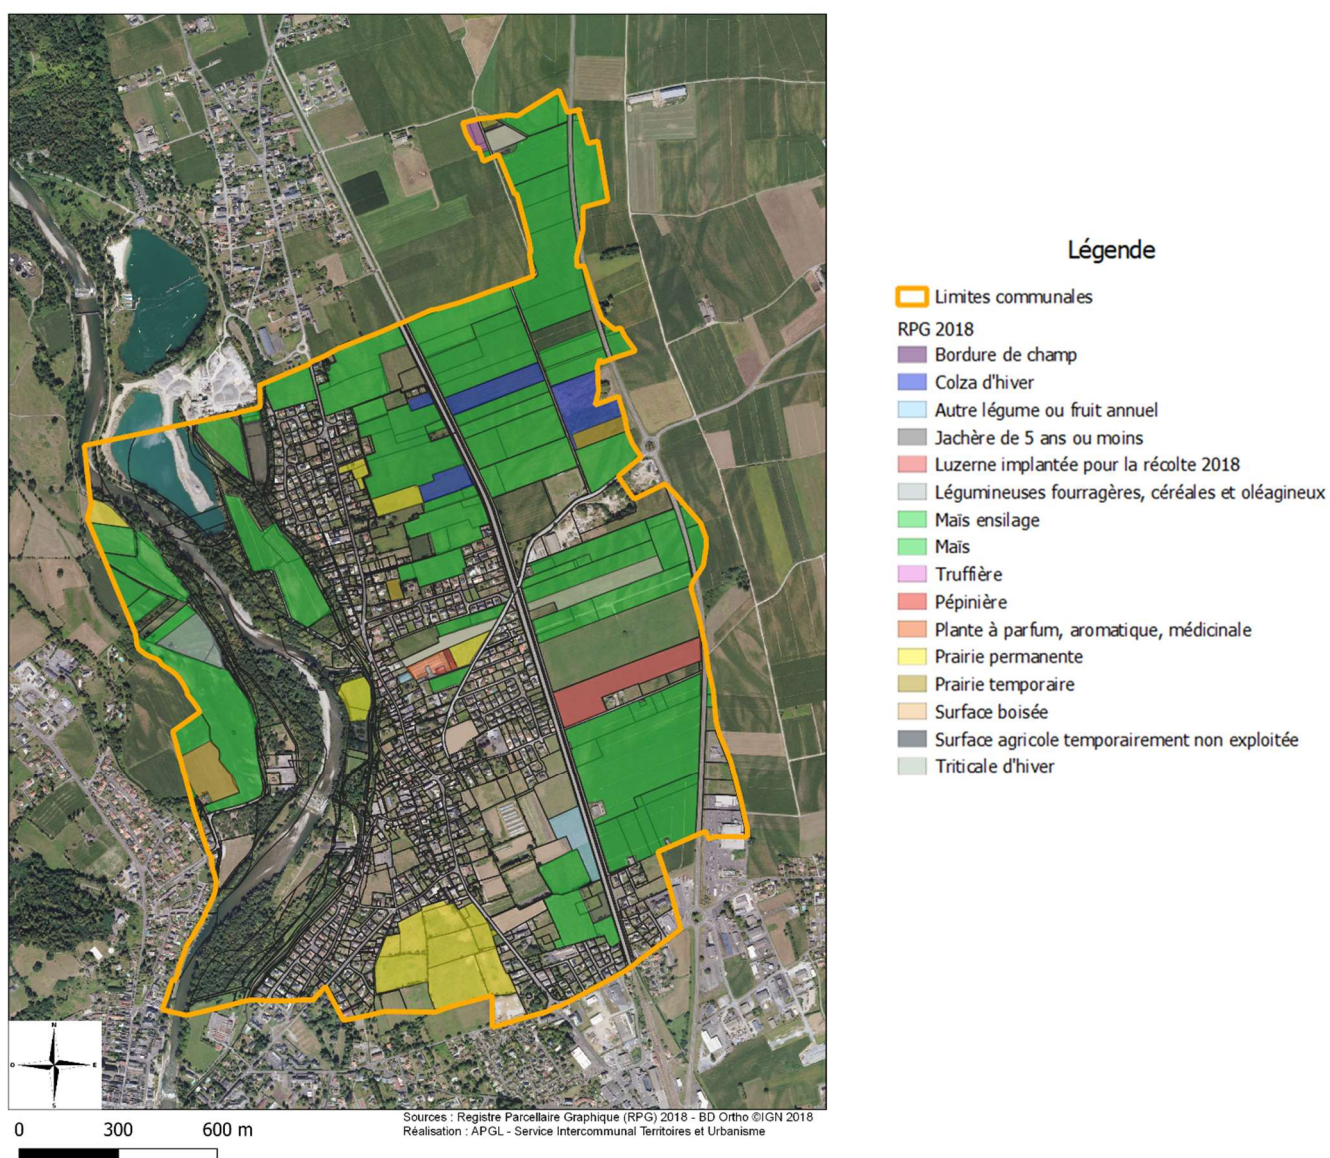 Légende
Limites communales
RPG 2018
Bordure de champ
Colza d'hiver
Autre légume ou fruit annuel
Jachère de 5 ans ou moins
Luzerne implantée pour la récolte 2018
Légumineuses fourragères, céréales et oléagineux
Maïs ensilage
Maïs
Truffière
Pépinière
Plante à parfum, aromatique, médicinale
Prairie permanente
Prairie temporaire
Surface boisée
Surface agricole temporairement non exploitée
Triticale d'hiver
N
O
E
S
Sources : Registre Parcellaire Graphique (RPG) 2018 - BD Ortho ©IGN 2018
Réalisation : APGL - Service Intercommunal Territoires et Urbanisme
0 300 600 m